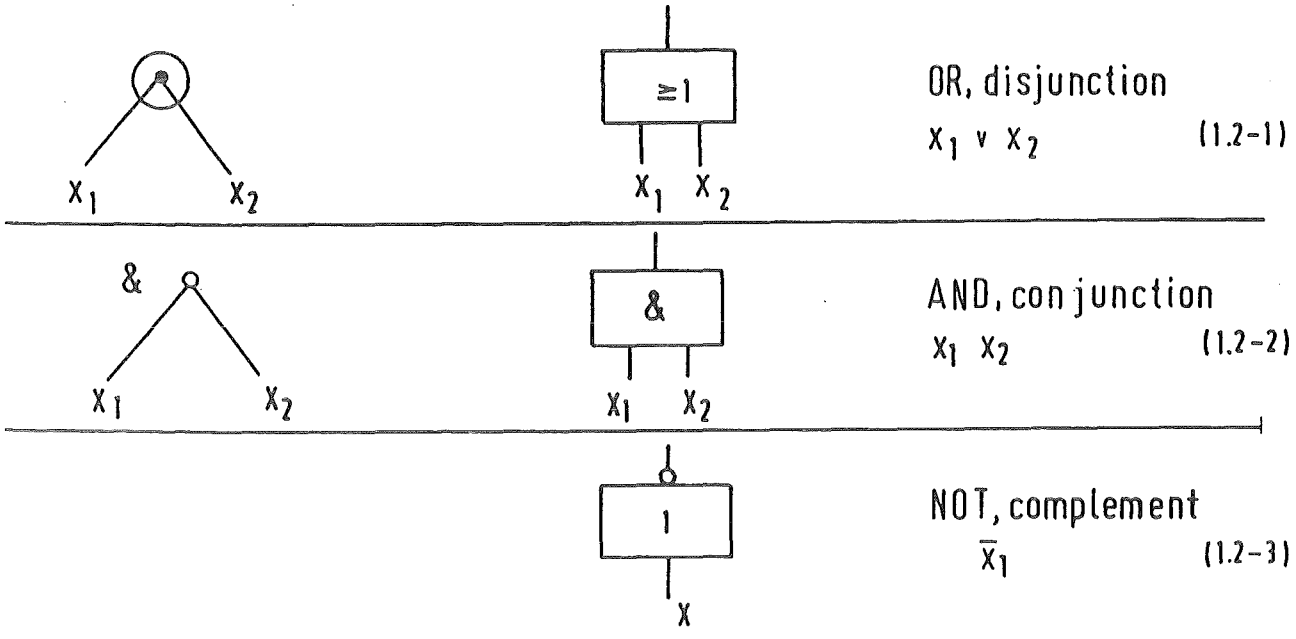 ≥1
OR, disjunction
x₁ v x₂ (1.2-1)
x₁ x₂ x₁ x₂
& &
AND, conjunction
x₁ x₂ (1.2-2)
x₁ x₂ x₁ x₂
1
NOT, complement
x̄₁ (1.2-3)
x